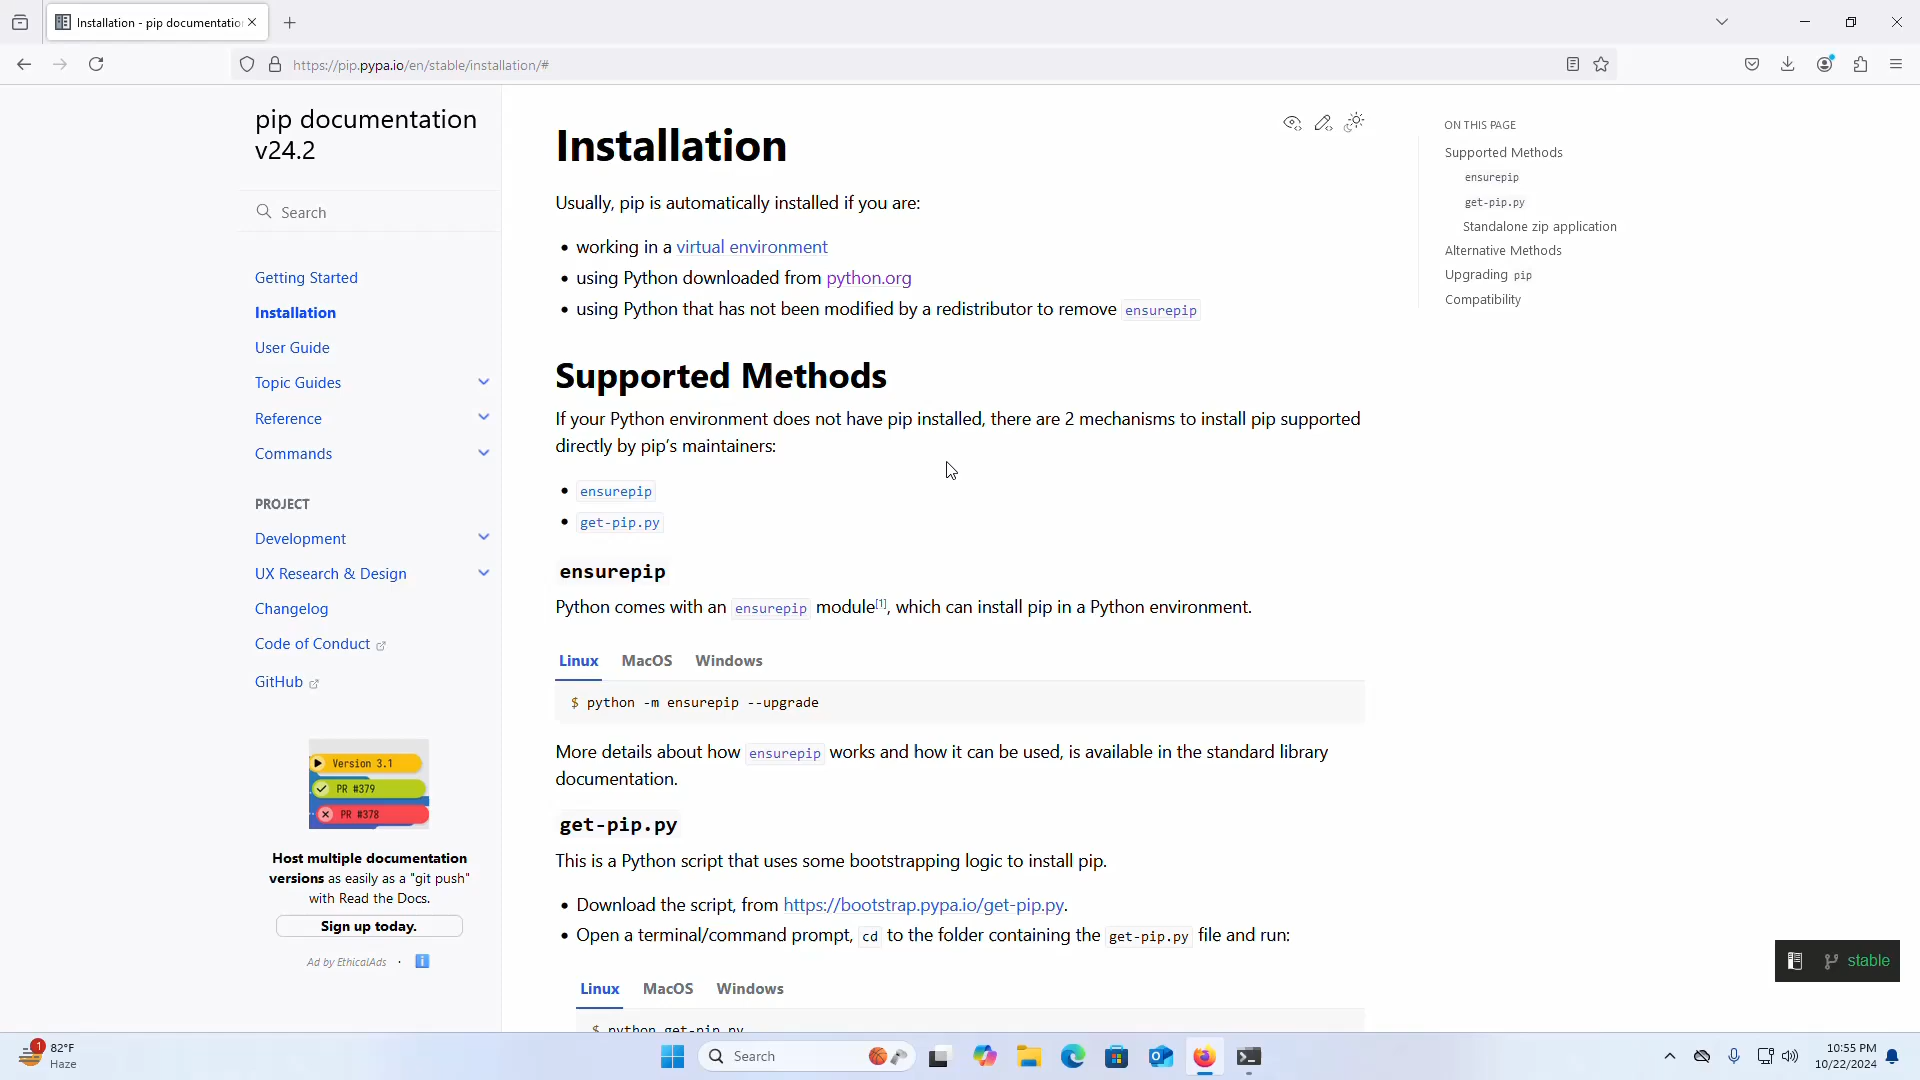 Installation - pip documentatio
https://pip.pypa.io/en/stable/installation/#
pip documentation
v24.2
Search
Getting Started
Installation
User Guide
Topic Guides
Reference
Commands
PROJECT
Development
UX Research & Design
Changelog
Code of Conduct
GitHub
Version 3.1
PR #379
PR #378
Host multiple documentation
versions as easily as a "git push"
with Read the Docs.
Sign up today.
Ad by EthicalAds ·
Installation
Usually, pip is automatically installed if you are:
• working in a virtual environment
• using Python downloaded from python.org
• using Python that has not been modified by a redistributor to remove ensurepip
Supported Methods
If your Python environment does not have pip installed, there are 2 mechanisms to install pip supported
directly by pip’s maintainers:
• ensurepip
• get-pip.py
ensurepip
Python comes with an ensurepip module[1], which can install pip in a Python environment.
Linux MacOS Windows
$ python -m ensurepip --upgrade
More details about how ensurepip works and how it can be used, is available in the standard library
documentation.
get-pip.py
This is a Python script that uses some bootstrapping logic to install pip.
• Download the script, from https://bootstrap.pypa.io/get-pip.py.
• Open a terminal/command prompt, cd to the folder containing the get-pip.py file and run:
Linux MacOS Windows
$ python get-pip.py
ON THIS PAGE
Supported Methods
ensurepip
get-pip.py
Standalone zip application
Alternative Methods
Upgrading pip
Compatibility
stable
1
82°F
Haze
Search
10:55 PM
10/22/2024